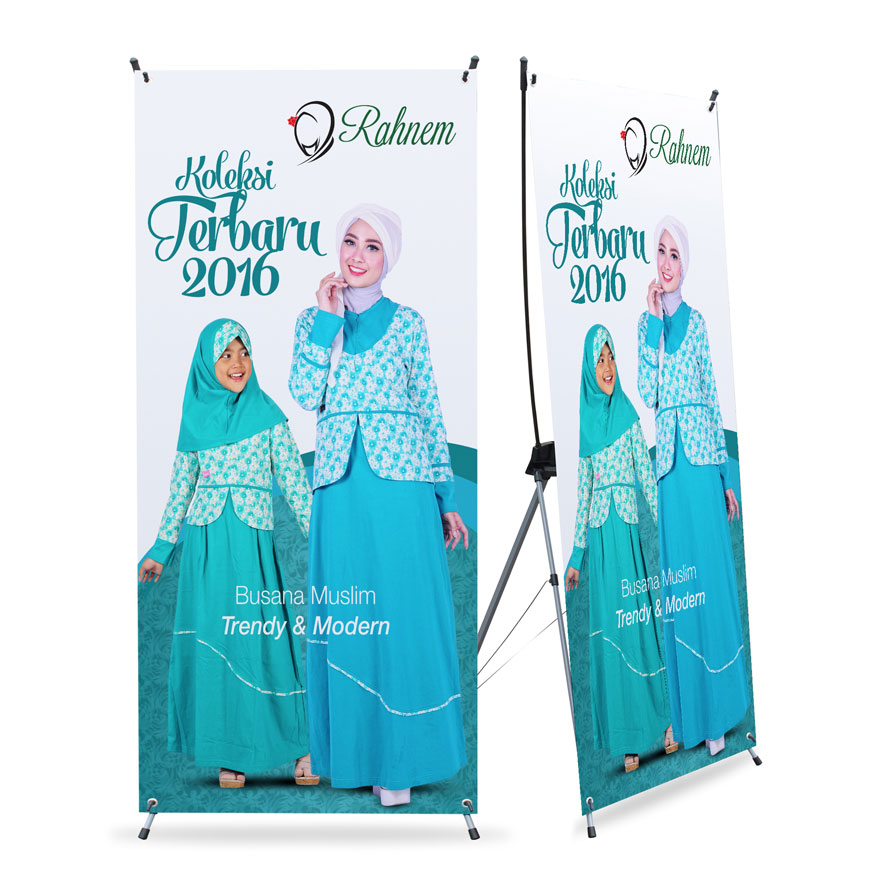 Rahnem
Koleksi
Terbaru
2016
Busana Muslim
Trendy & Modern
Rahnem
Koleksi
Terbaru
2016
Busana Muslim
Trendy & Modern